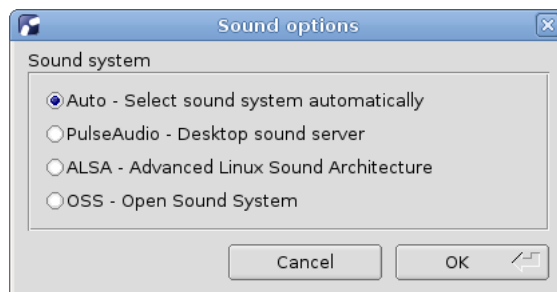 Sound options
Sound system
Auto - Select sound system automatically
PulseAudio - Desktop sound server
ALSA - Advanced Linux Sound Architecture
OSS - Open Sound System
Cancel
OK